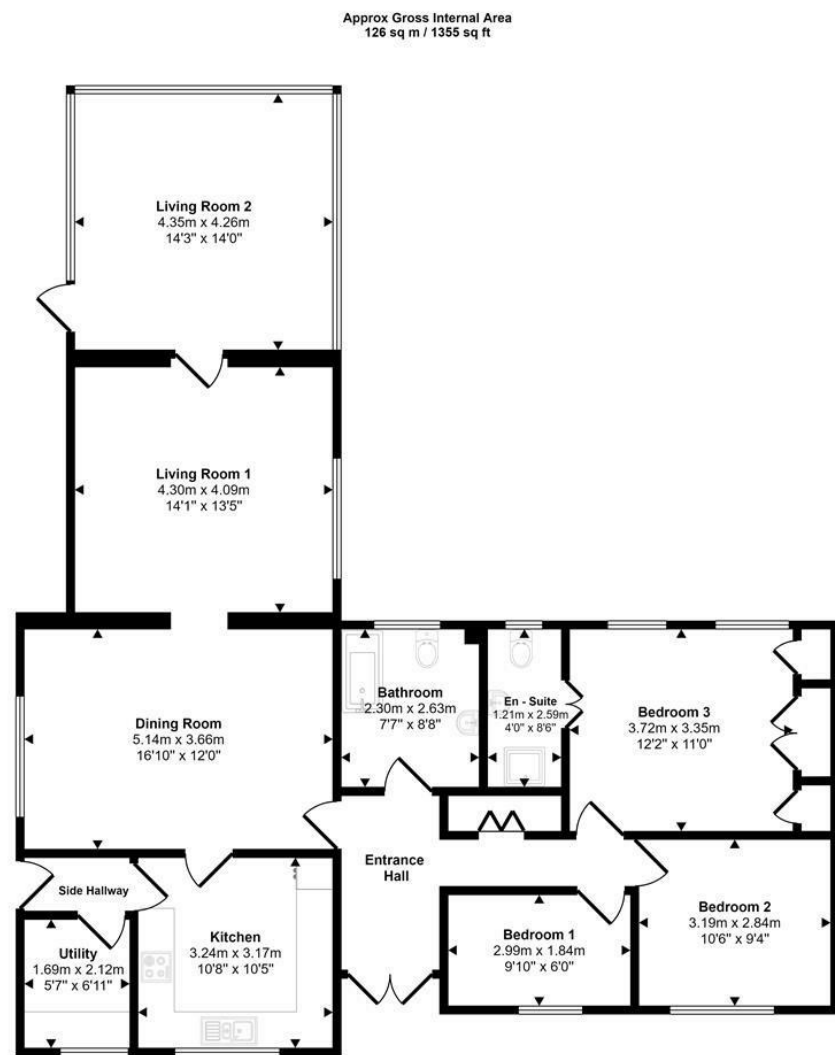 Approx Gross Internal Area
126 sq m / 1355 sq ft
Living Room 2
4.35m x 4.26m
14'3" x 14'0"
Living Room 1
4.30m x 4.09m
14'1" x 13'5"
Dining Room
5.14m x 3.66m
16'10" x 12'0"
Bathroom
2.30m x 2.63m
7'7" x 8'8"
En - Suite
1.21m x 2.59m
4'0" x 8'6"
Bedroom 3
3.72m x 3.35m
12'2" x 11'0"
Entrance
Hall
Side Hallway
Kitchen
3.24m x 3.17m
10'8" x 10'5"
Utility
1.69m x 2.12m
5'7" x 6'11"
Bedroom 1
2.99m x 1.84m
9'10" x 6'0"
Bedroom 2
3.19m x 2.84m
10'6" x 9'4"